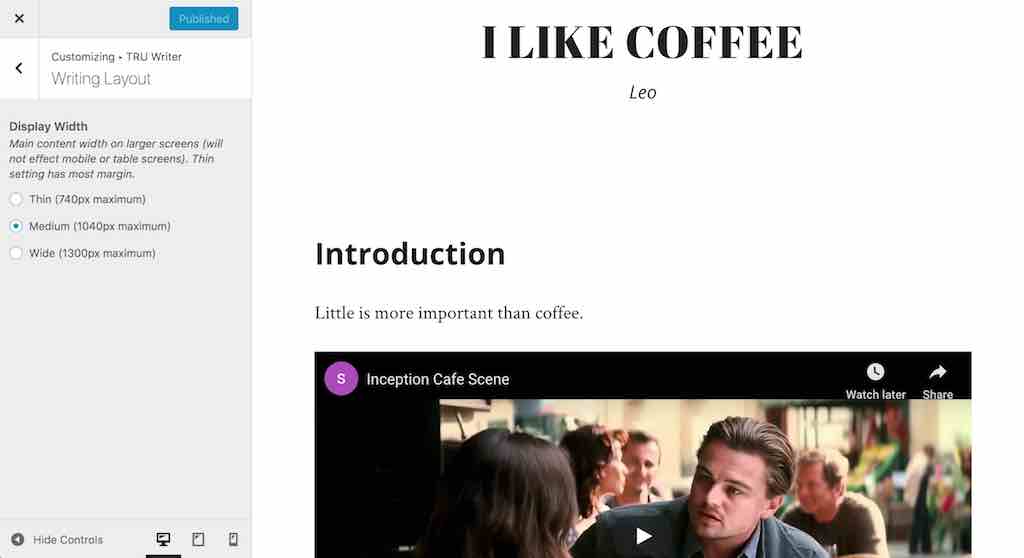 Published
Customizing ▸ TRU Writer
Writing Layout
Display Width
Main content width on larger screens (will
not effect mobile or table screens). Thin
setting has most margin.
Thin (740px maximum)
Medium (1040px maximum)
Wide (1300px maximum)
Hide Controls
I LIKE COFFEE
Leo
Introduction
Little is more important than coffee.
S
Inception Cafe Scene
Watch later
Share